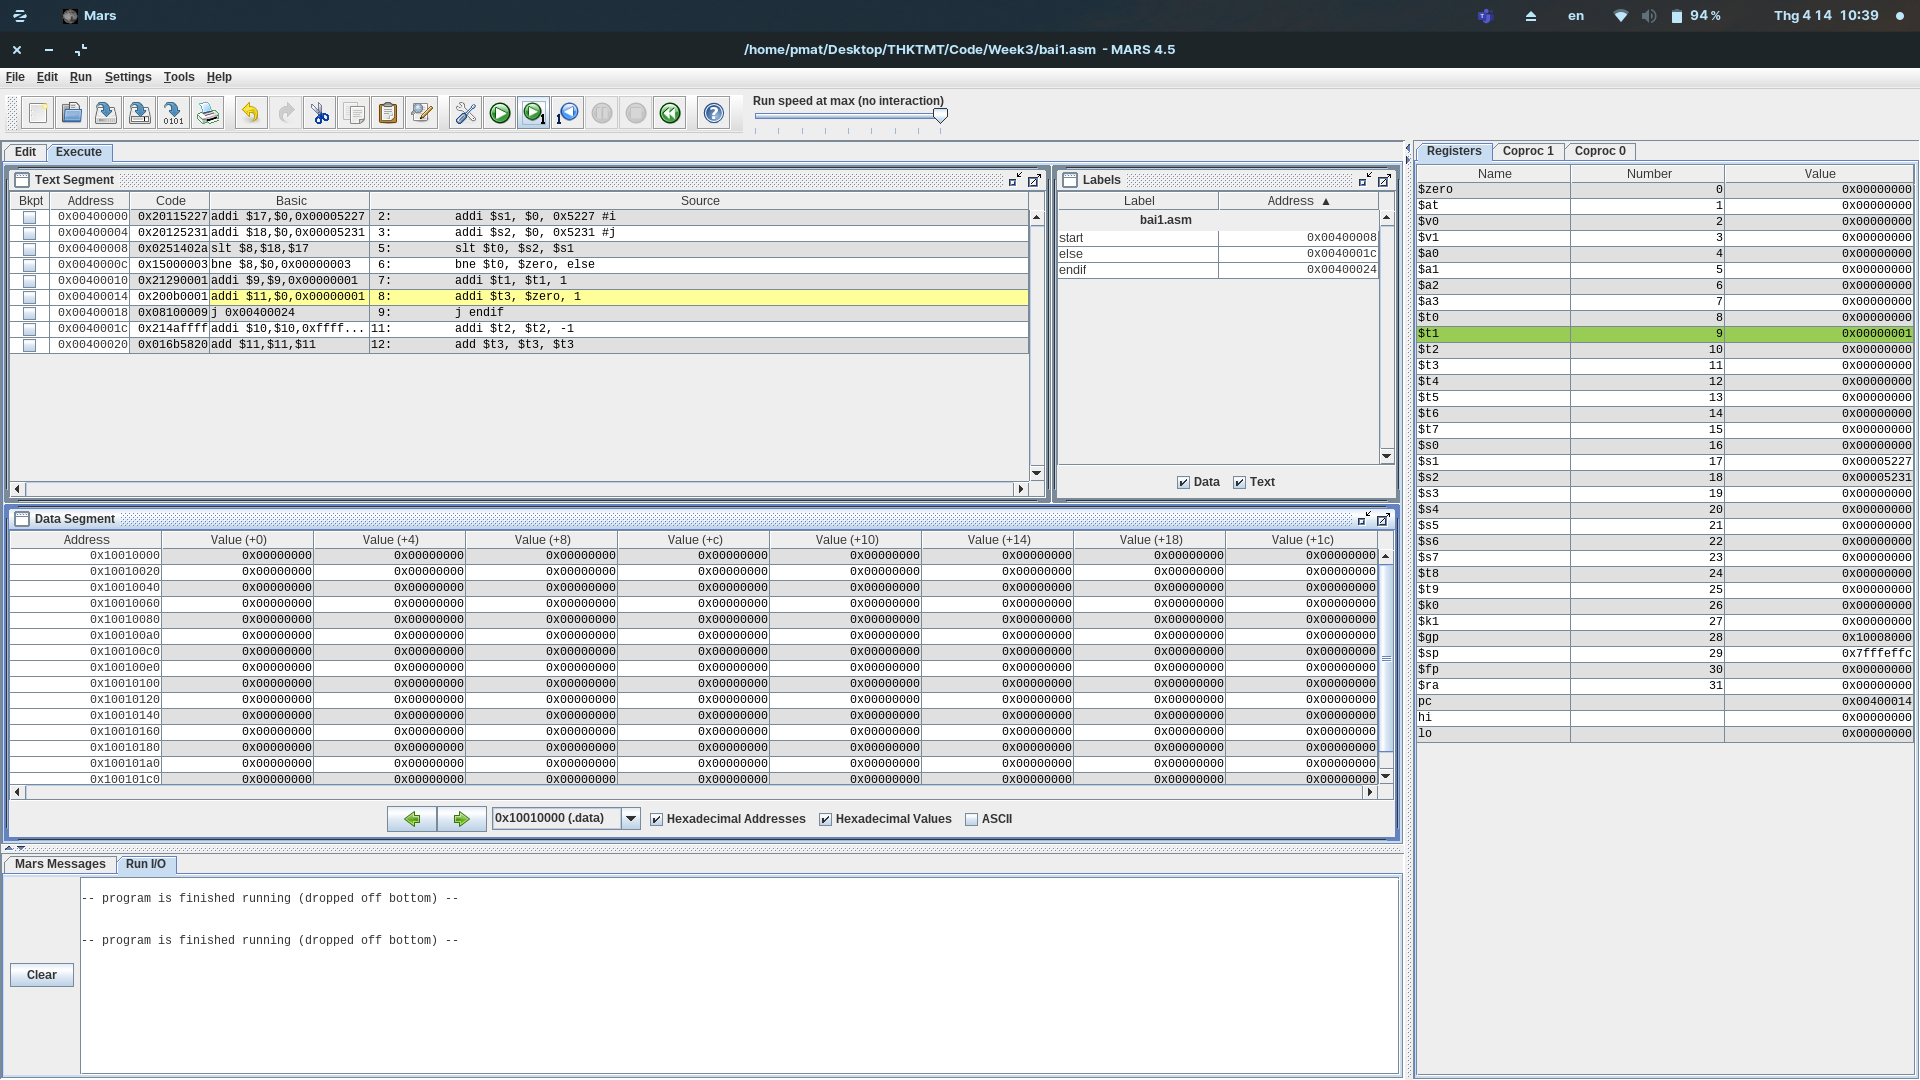 Mars
en
94 %
Thg 4 14 10:39
/home/pmat/Desktop/THKTMT/Code/Week3/bai1.asm - MARS 4.5
File Edit Run Settings Tools Help
Run speed at max (no interaction)
Edit Execute
Text Segment
Bkpt Address Code Basic Source
0x00400000 0x20115227 addi $17,$0,0x00005227 2: addi $s1, $0, 0x5227 #i
0x00400004 0x20125231 addi $18,$0,0x00005231 3: addi $s2, $0, 0x5231 #j
0x00400008 0x0251402a slt $8,$18,$17 5: slt $t0, $s2, $s1
0x0040000c 0x15000003 bne $8,$0,0x00000003 6: bne $t0, $zero, else
0x00400010 0x21290001 addi $9,$9,0x00000001 7: addi $t1, $t1, 1
0x00400014 0x200b0001 addi $11,$0,0x00000001 8: addi $t3, $zero, 1
0x00400018 0x08100009 j 0x00400024 9: j endif
0x0040001c 0x214affff addi $10,$10,0xffff... 11: addi $t2, $t2, -1
0x00400020 0x016b5820 add $11,$11,$11 12: add $t3, $t3, $t3
Labels
Label Address ▲
bai1.asm
start 0x00400008
else 0x0040001c
endif 0x00400024
Data Text
Data Segment
Address Value (+0) Value (+4) Value (+8) Value (+c) Value (+10) Value (+14) Value (+18) Value (+1c)
0x10010000 0x00000000 0x00000000 0x00000000 0x00000000 0x00000000 0x00000000 0x00000000 0x00000000
0x10010020 0x00000000 0x00000000 0x00000000 0x00000000 0x00000000 0x00000000 0x00000000 0x00000000
0x10010040 0x00000000 0x00000000 0x00000000 0x00000000 0x00000000 0x00000000 0x00000000 0x00000000
0x10010060 0x00000000 0x00000000 0x00000000 0x00000000 0x00000000 0x00000000 0x00000000 0x00000000
0x10010080 0x00000000 0x00000000 0x00000000 0x00000000 0x00000000 0x00000000 0x00000000 0x00000000
0x100100a0 0x00000000 0x00000000 0x00000000 0x00000000 0x00000000 0x00000000 0x00000000 0x00000000
0x100100c0 0x00000000 0x00000000 0x00000000 0x00000000 0x00000000 0x00000000 0x00000000 0x00000000
0x100100e0 0x00000000 0x00000000 0x00000000 0x00000000 0x00000000 0x00000000 0x00000000 0x00000000
0x10010100 0x00000000 0x00000000 0x00000000 0x00000000 0x00000000 0x00000000 0x00000000 0x00000000
0x10010120 0x00000000 0x00000000 0x00000000 0x00000000 0x00000000 0x00000000 0x00000000 0x00000000
0x10010140 0x00000000 0x00000000 0x00000000 0x00000000 0x00000000 0x00000000 0x00000000 0x00000000
0x10010160 0x00000000 0x00000000 0x00000000 0x00000000 0x00000000 0x00000000 0x00000000 0x00000000
0x10010180 0x00000000 0x00000000 0x00000000 0x00000000 0x00000000 0x00000000 0x00000000 0x00000000
0x100101a0 0x00000000 0x00000000 0x00000000 0x00000000 0x00000000 0x00000000 0x00000000 0x00000000
0x100101c0 0x00000000 0x00000000 0x00000000 0x00000000 0x00000000 0x00000000 0x00000000 0x00000000
0x10010000 (.data) Hexadecimal Addresses Hexadecimal Values ASCII
Mars Messages Run I/O
-- program is finished running (dropped off bottom) --
-- program is finished running (dropped off bottom) --
Clear
Registers Coproc 1 Coproc 0
Name Number Value
$zero 0 0x00000000
$at 1 0x00000000
$v0 2 0x00000000
$v1 3 0x00000000
$a0 4 0x00000000
$a1 5 0x00000000
$a2 6 0x00000000
$a3 7 0x00000000
$t0 8 0x00000000
$t1 9 0x00000001
$t2 10 0x00000000
$t3 11 0x00000000
$t4 12 0x00000000
$t5 13 0x00000000
$t6 14 0x00000000
$t7 15 0x00000000
$s0 16 0x00000000
$s1 17 0x00005227
$s2 18 0x00005231
$s3 19 0x00000000
$s4 20 0x00000000
$s5 21 0x00000000
$s6 22 0x00000000
$s7 23 0x00000000
$t8 24 0x00000000
$t9 25 0x00000000
$k0 26 0x00000000
$k1 27 0x00000000
$gp 28 0x10008000
$sp 29 0x7fffeffc
$fp 30 0x00000000
$ra 31 0x00000000
pc 0x00400014
hi 0x00000000
lo 0x00000000